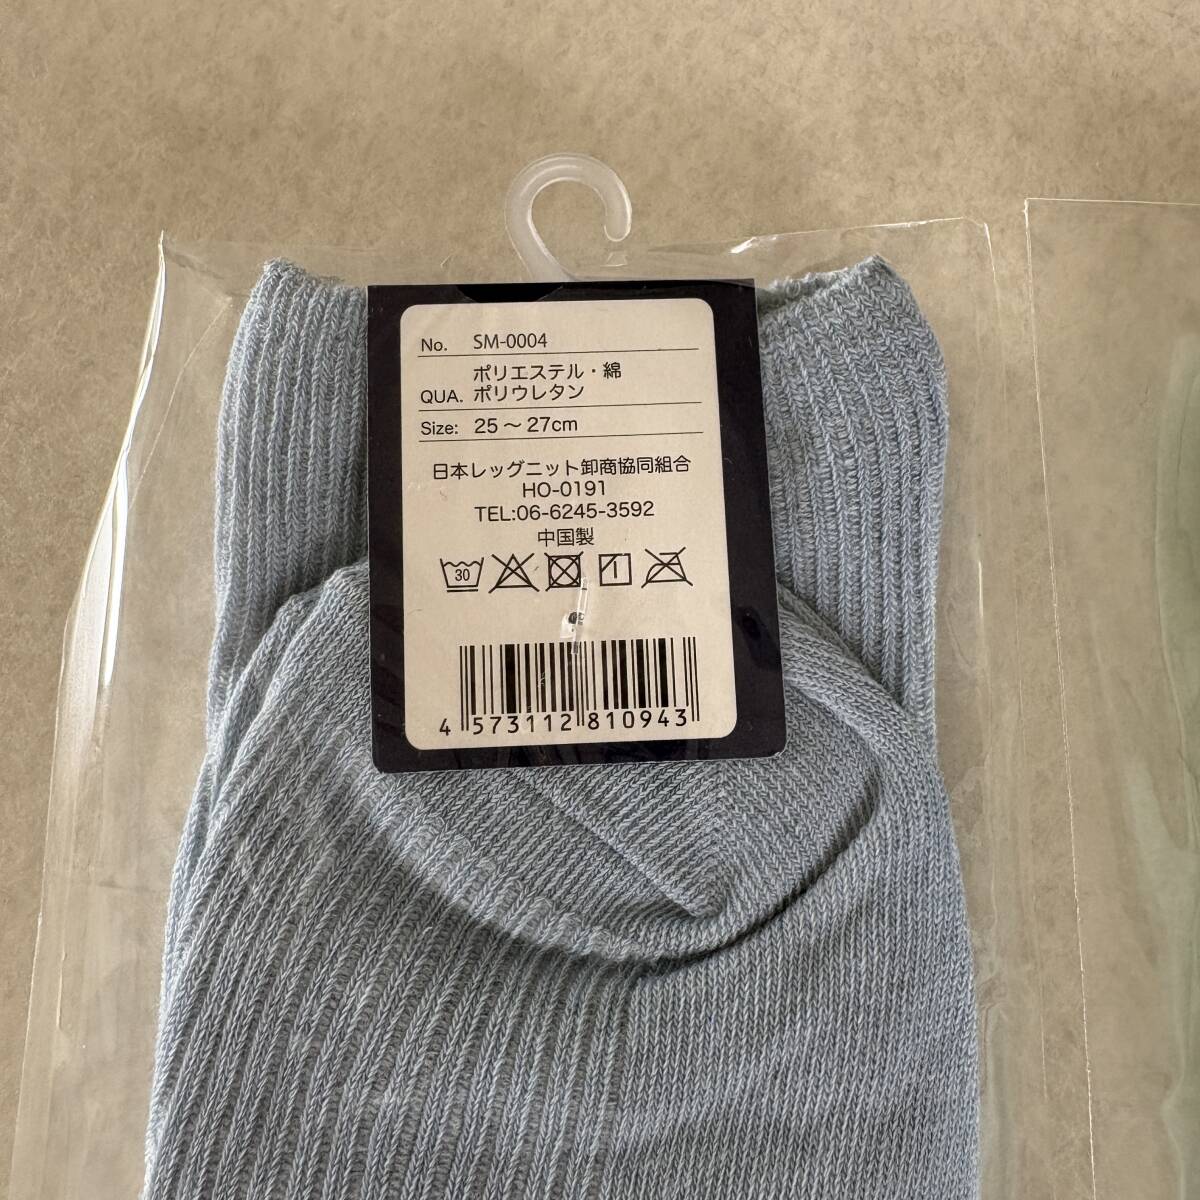 No. SM-0004
ポリエステル・綿
QUA. ポリウレタン
Size: 25～27cm
日本レッグニット卸商協同組合
HO-0191
TEL:06-6245-3592
中国製
30
1
4 573112 810943